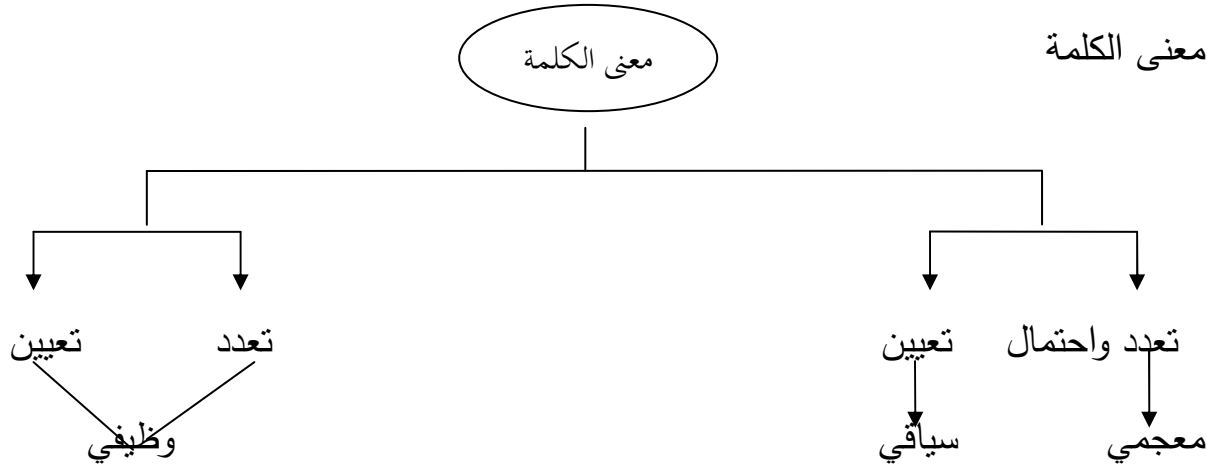 معنى الكلمة
معنى الكلمة
تعدد واحتمال تعيين تعدد تعيين
معجمي سياقي وظيفي